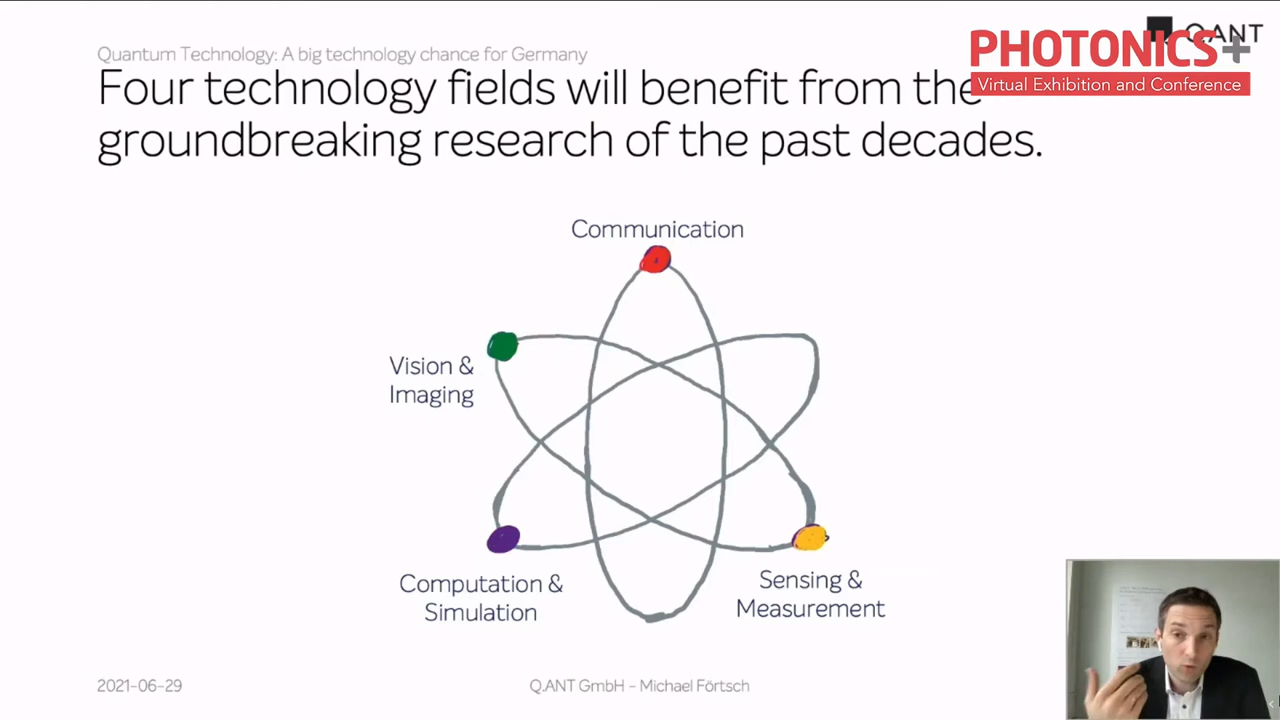 Quantum Technology: A big technology chance for Germany
Four technology fields will benefit from the
groundbreaking research of the past decades.
Q.ANT
PHOTONICS+
Virtual Exhibition and Conference
Communication
Vision &
Imaging
Computation &
Simulation
Sensing &
Measurement
2021-06-29
Q.ANT GmbH - Michael Förtsch